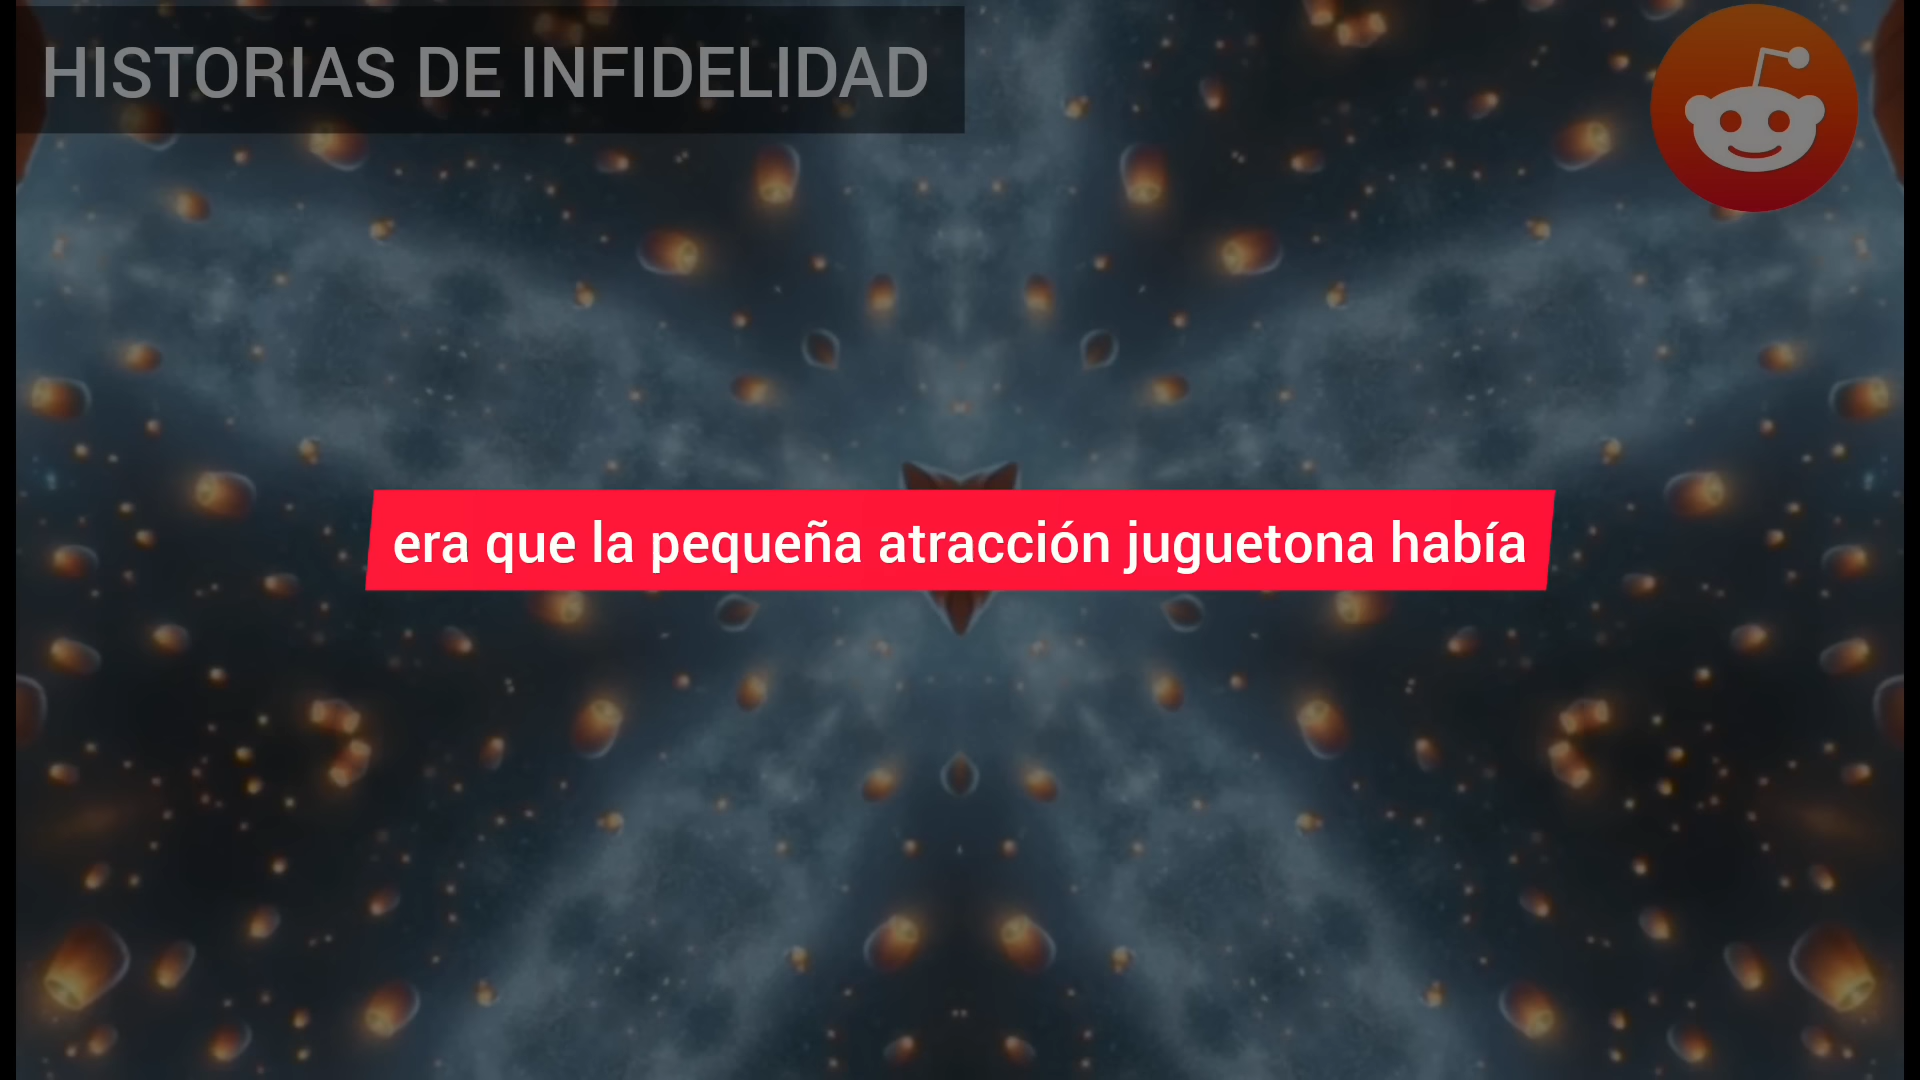 HISTORIAS DE INFIDELIDAD
era que la pequeña atracción juguetona había